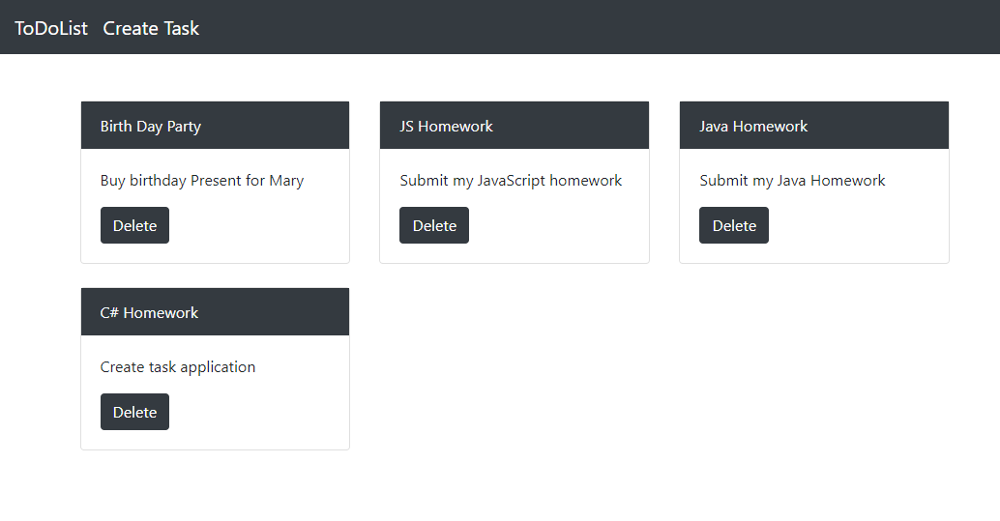 ToDoList Create Task
Birth Day Party
Buy birthday Present for Mary
Delete
JS Homework
Submit my JavaScript homework
Delete
Java Homework
Submit my Java Homework
Delete
C# Homework
Create task application
Delete